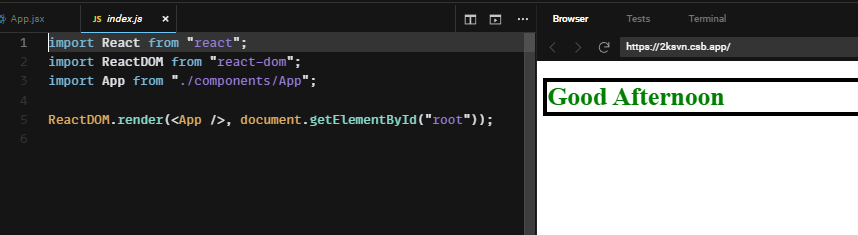 App.jsx
JS index.js ×
1 import React from "react";
2 import ReactDOM from "react-dom";
3 import App from "./components/App";
4
5 ReactDOM.render(<App />, document.getElementById("root"));
6
Browser Tests Terminal
https://2ksvn.csb.app/
Good Afternoon